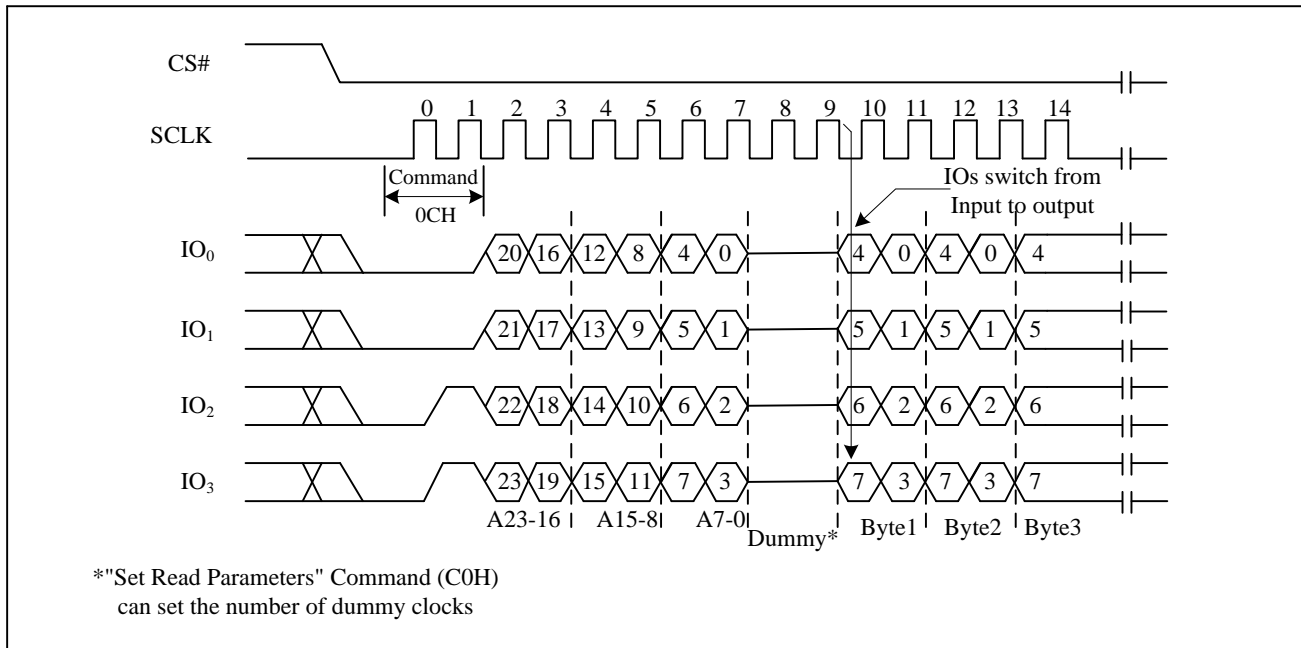 CS#
0 1 2 3 4 5 6 7 8 9 10 11 12 13 14
SCLK
Command
0CH
IOs switch from
Input to output
IO0 20 16 12 8 4 0 4 0 4 0 4
IO1 21 17 13 9 5 1 5 1 5 1 5
IO2 22 18 14 10 6 2 6 2 6 2 6
IO3 23 19 15 11 7 3 7 3 7 3 7
A23-16 A15-8 A7-0 Dummy* Byte1 Byte2 Byte3
*"Set Read Parameters" Command (C0H)
can set the number of dummy clocks